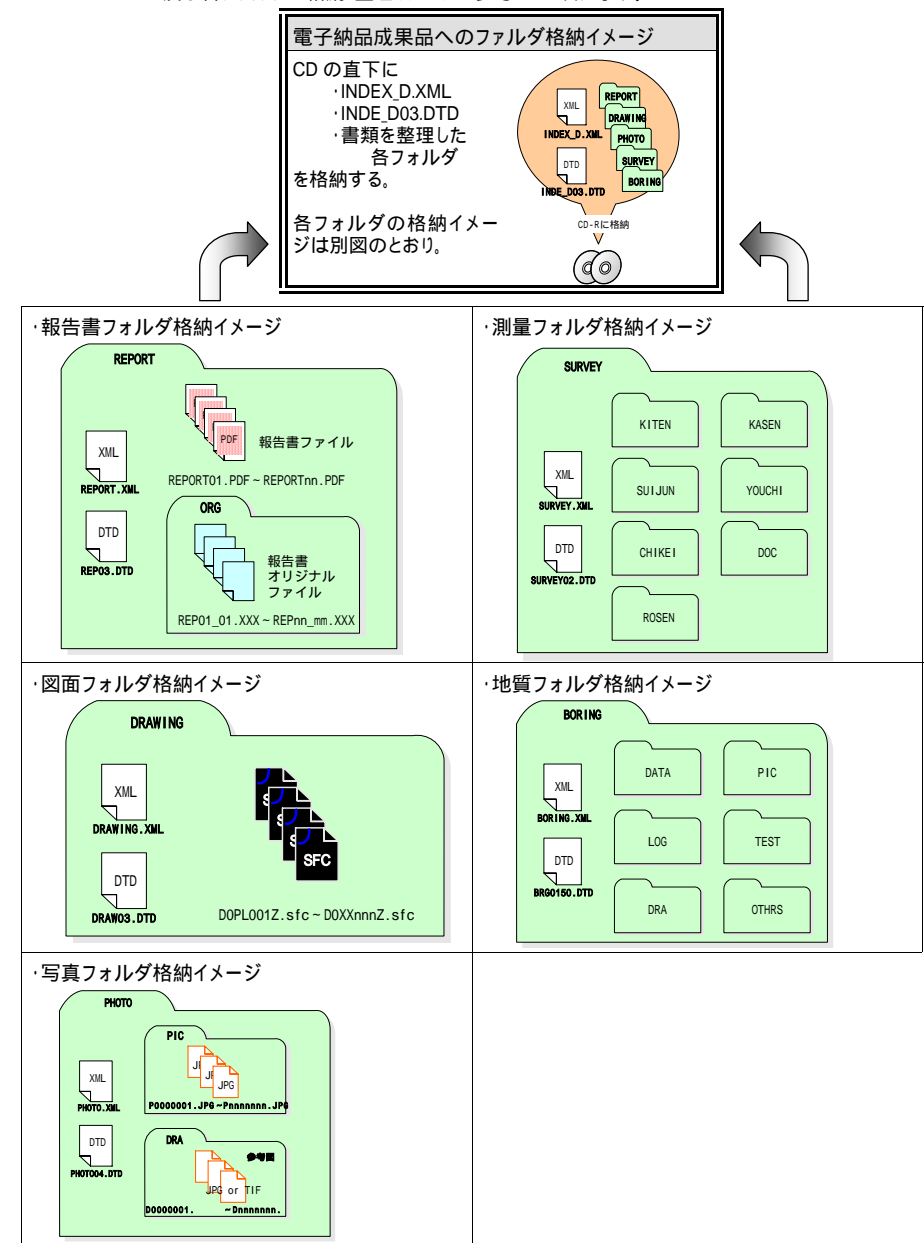 電子納品成果品へのファルダ格納イメージ
CD の直下に
･INDEX_D.XML
･INDE_D03.DTD
･書類を整理した
各フォルダ
を格納する。
各フォルダの格納イメー
ジは別図のとおり。
XML
INDEX_D.XML
DTD
INDE_D03.DTD
REPORT
DRAWING
PHOTO
SURVEY
BORING
CD-Rに格納
･報告書フォルダ格納イメージ
REPORT
XML
REPORT.XML
DTD
REP03.DTD
PDF
報告書ファイル
REPORT01.PDF～REPORTnn.PDF
ORG
報告書
オリジナル
ファイル
REP01_01.XXX～REPnn_mm.XXX
･測量フォルダ格納イメージ
SURVEY
XML
SURVEY.XML
DTD
SURVEY02.DTD
KITEN
KASEN
SUIJUN
YOUCHI
CHIKEI
DOC
ROSEN
･図面フォルダ格納イメージ
DRAWING
XML
DRAWING.XML
DTD
DRAW03.DTD
S
S
S
SFC
D0PL001Z.sfc～D0XXnnnZ.sfc
･地質フォルダ格納イメージ
BORING
XML
BORING.XML
DTD
BRG0150.DTD
DATA
PIC
LOG
TEST
DRA
OTHRS
･写真フォルダ格納イメージ
PHOTO
XML
PHOTO.XML
DTD
PHOTO04.DTD
PIC
JPG
P0000001.JPG～Pnnnnnnn.JPG
DRA
参考図
JPG or TIF
D0000001.　～Dnnnnnnn.